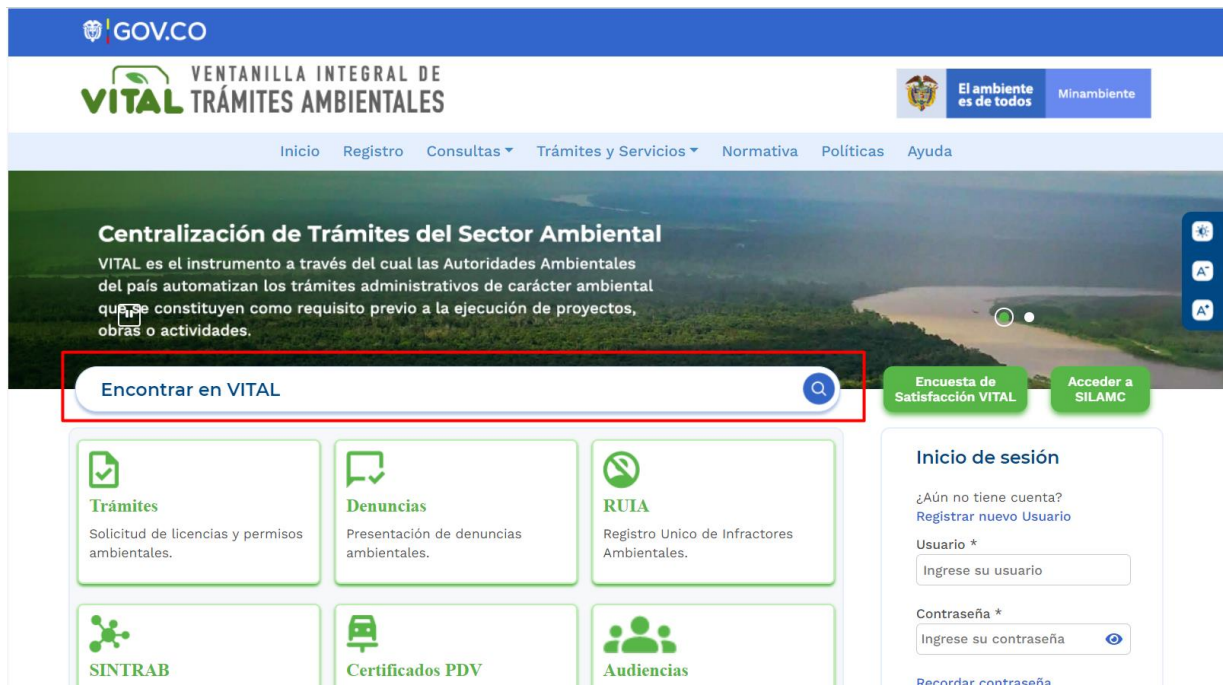 GOV.CO
VITAL
VENTANILLA INTEGRAL DE
TRÁMITES AMBIENTALES
El ambiente
es de todos
Minambiente
Inicio Registro Consultas Trámites y Servicios Normativa Políticas Ayuda
Centralización de Trámites del Sector Ambiental
VITAL es el instrumento a través del cual las Autoridades Ambientales
del país automatizan los trámites administrativos de carácter ambiental
que se constituyen como requisito previo a la ejecución de proyectos,
obras o actividades.
A-
A+
Encontrar en VITAL
Encuesta de
Satisfacción VITAL
Acceder a
SILAMC
Trámites
Solicitud de licencias y permisos
ambientales.
Denuncias
Presentación de denuncias
ambientales.
RUIA
Registro Unico de Infractores
Ambientales.
SINTRAB
Certificados PDV
Audiencias
Inicio de sesión
¿Aún no tiene cuenta?
Registrar nuevo Usuario
Usuario *
Ingrese su usuario
Contraseña *
Ingrese su contraseña
Recordar contraseña